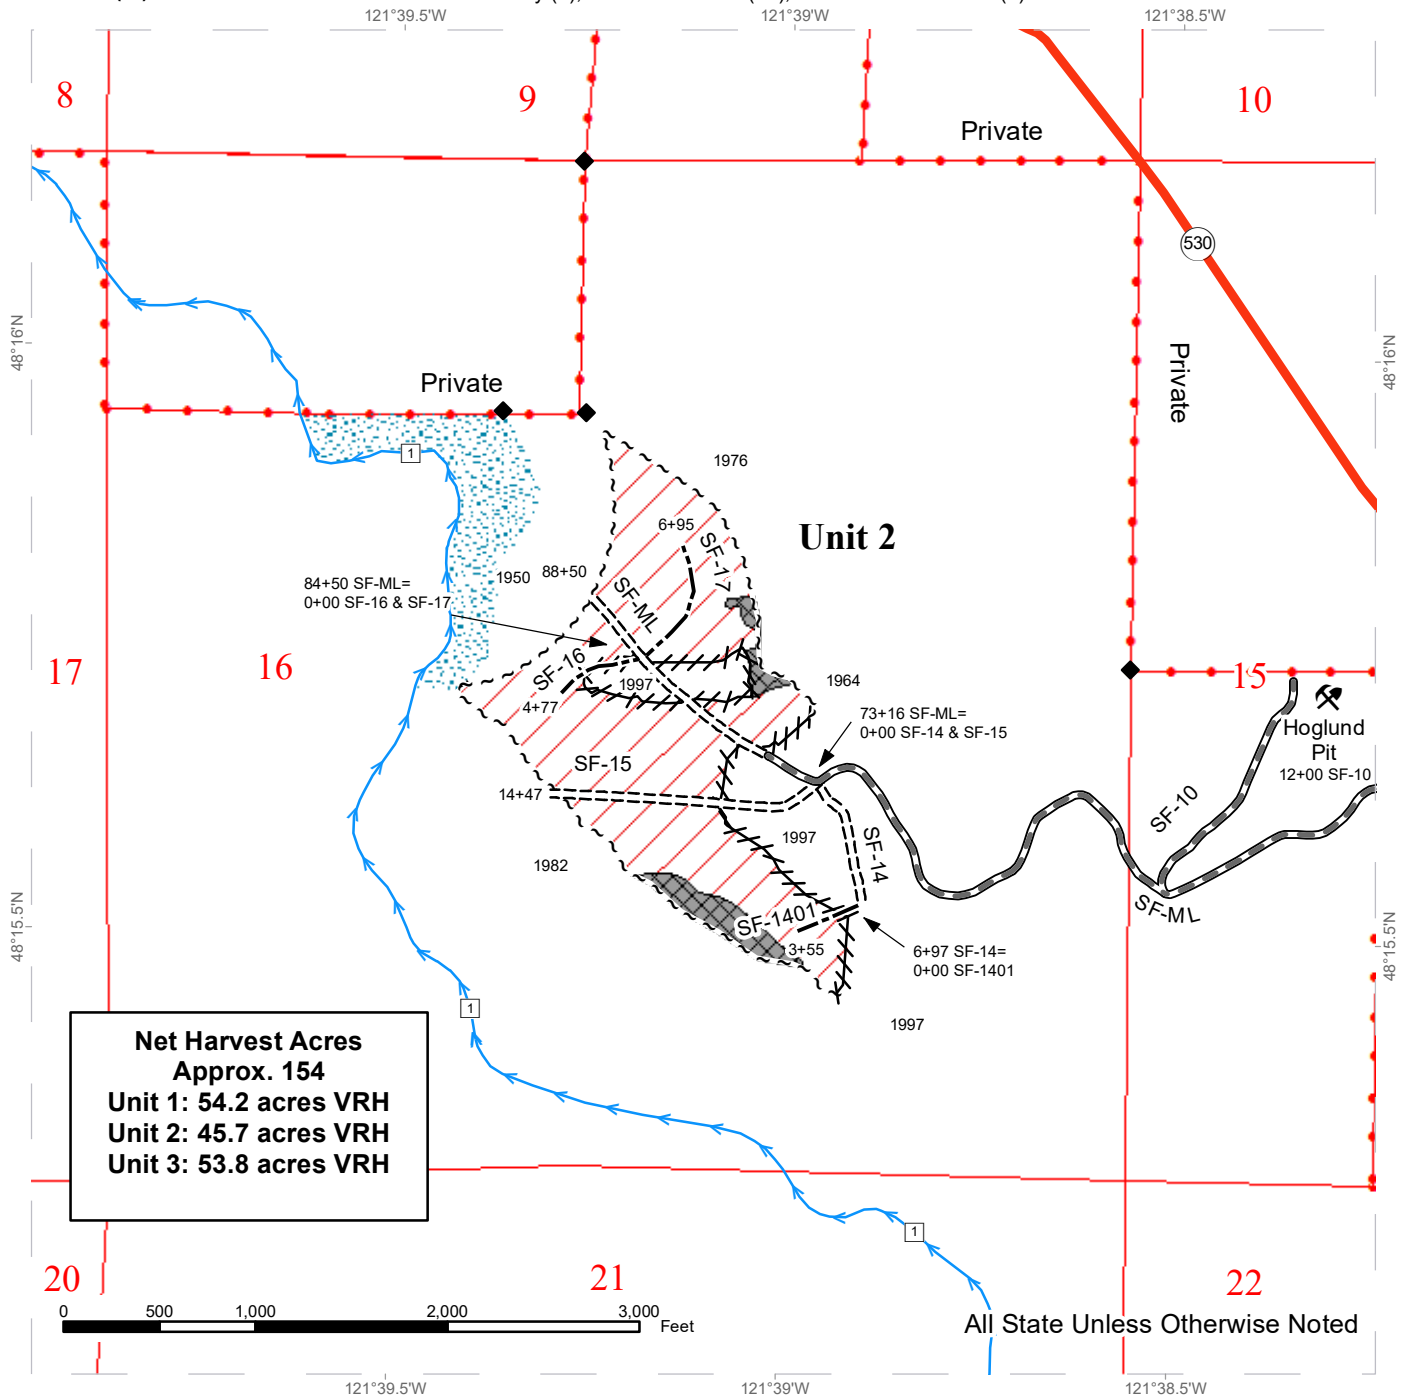 121°39.5'W
121°39'W
121°38.5'W
8
9
10
Private
530
48°16'N
48°16'N
Private
Private
1
1976
Unit 2
6+95
SF-17
1950
88+50
84+50 SF-ML=
0+00 SF-16 & SF-17
SF-ML
17
16
SF-16
1997
4+77
1964
15
73+16 SF-ML=
0+00 SF-14 & SF-15
Hoglund
Pit
12+00 SF-10
SF-15
14+47
SF-10
1997
SF-14
1982
SF-ML
SF-1401
3+55
6+97 SF-14=
0+00 SF-1401
48°15.5'N
48°15.5'N
1
1997
Net Harvest Acres
Approx. 154
Unit 1: 54.2 acres VRH
Unit 2: 45.7 acres VRH
Unit 3: 53.8 acres VRH
1
20
21
22
0 500 1,000 2,000 3,000
Feet
All State Unless Otherwise Noted
121°39.5'W
121°39'W
121°38.5'W